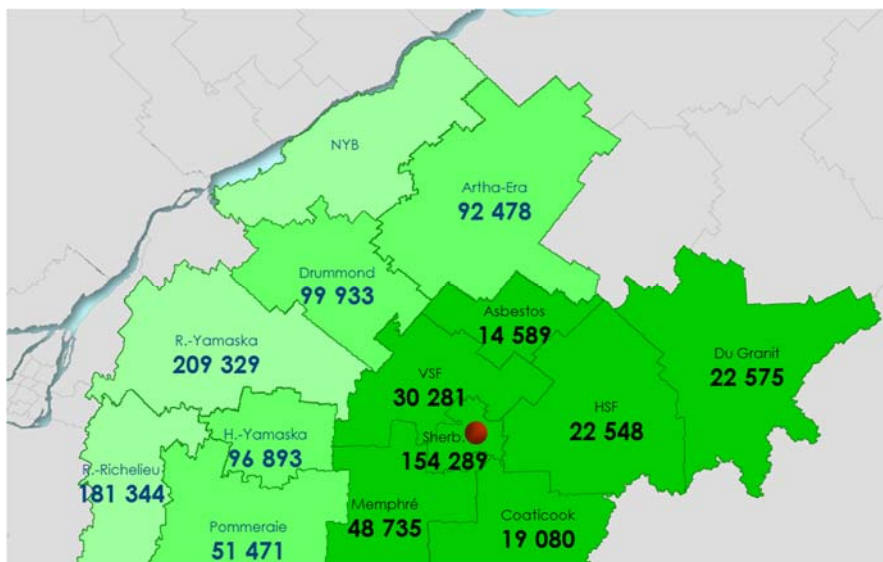 NYB
Artha-Era
92 478
Drummond
99 933
Asbestos
14 589
R.-Yamaska
209 329
Du Granit
22 575
VSF
30 281
HSF
22 548
H.-Yamaska
96 893
Sherb.
154 289
R.-Richelieu
181 344
Memphré
48 735
Coaticook
19 080
Pommeraie
51 471